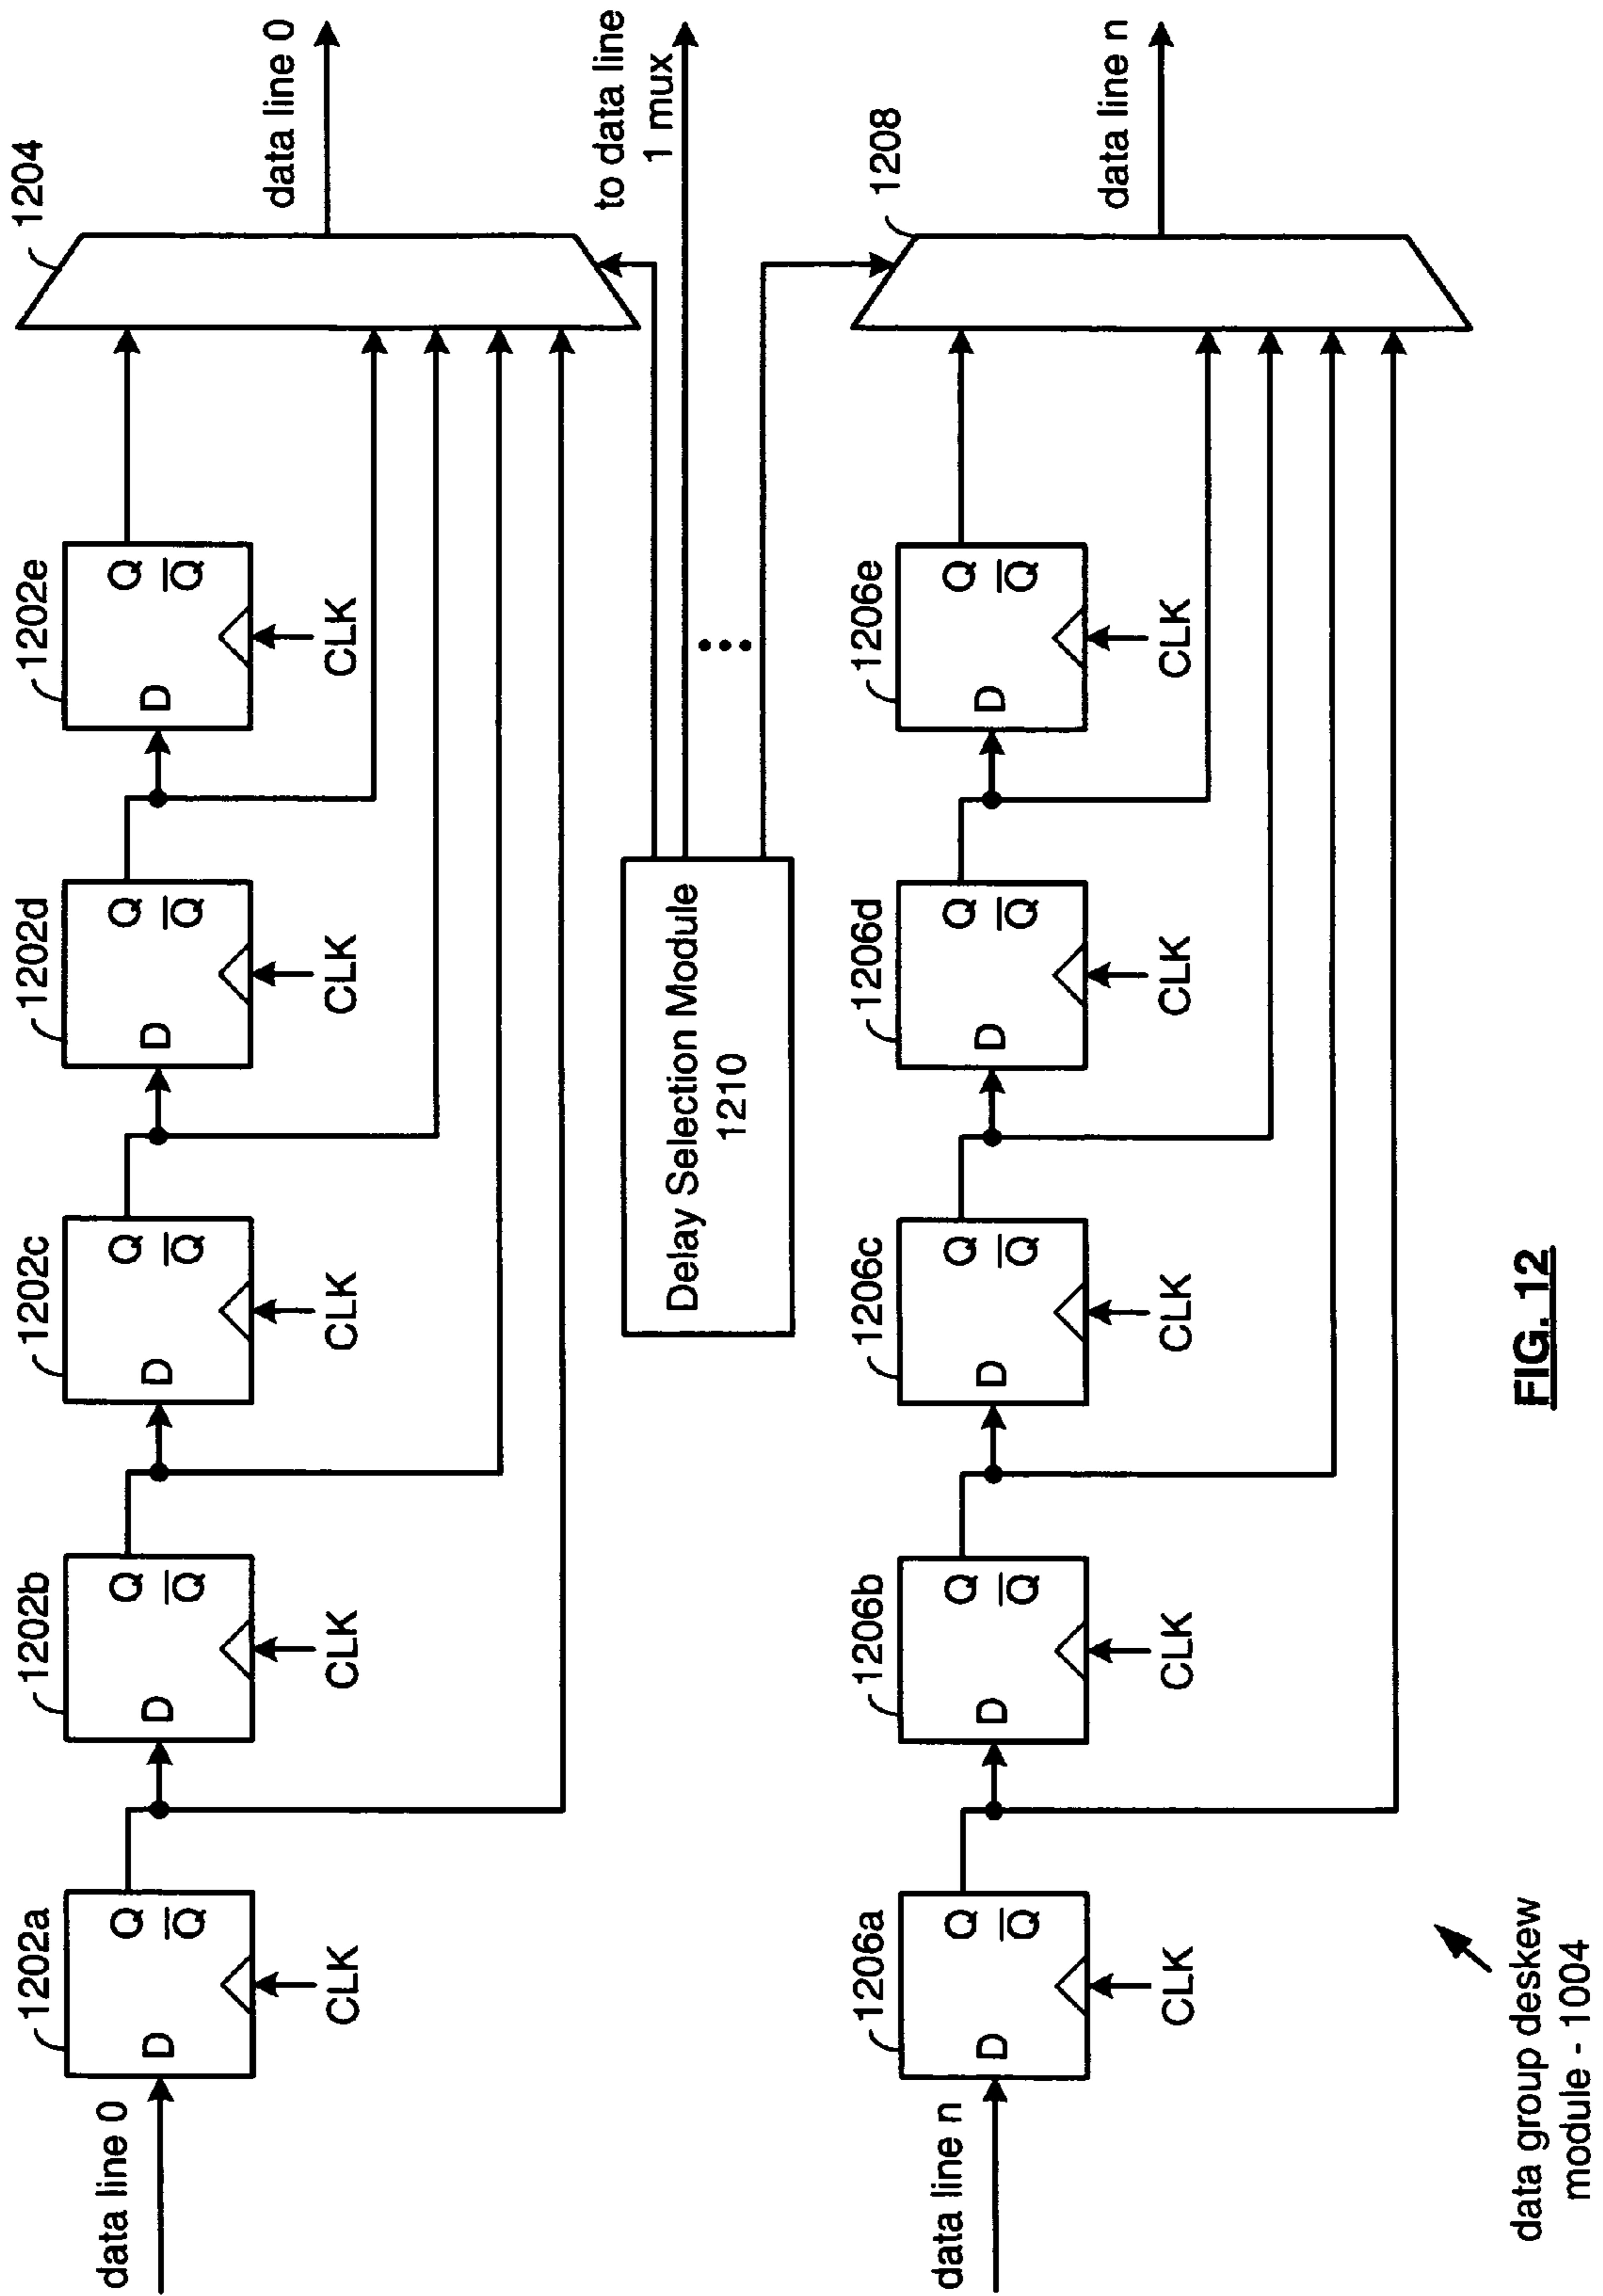 1202a
1202b
1202c
1202d
1202e
1204
data line 0
D
Q
Q
CLK
D
Q
Q
CLK
D
Q
Q
CLK
D
Q
Q
CLK
D
Q
Q
CLK
data line 0
Delay Selection Module
1210
to data line
1 mux
1206a
1206b
1206c
1206d
1206e
1208
data line n
D
Q
Q
CLK
D
Q
Q
CLK
D
Q
Q
CLK
D
Q
Q
CLK
D
Q
Q
CLK
data line n
data group deskew
module - 1004
FIG. 12